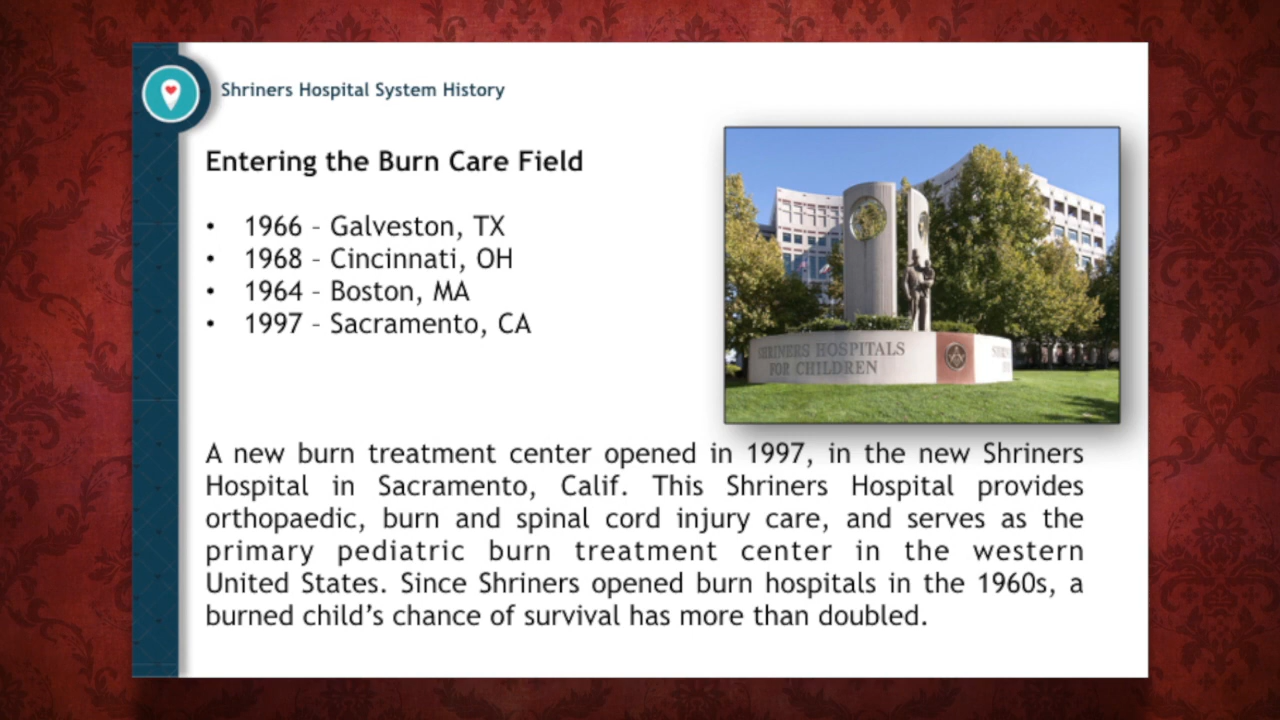 Shriners Hospital System History
Entering the Burn Care Field
• 1966 – Galveston, TX
• 1968 – Cincinnati, OH
• 1964 – Boston, MA
• 1997 – Sacramento, CA
SHRINERS HOSPITALS
FOR CHILDREN
A new burn treatment center opened in 1997, in the new Shriners
Hospital in Sacramento, Calif. This Shriners Hospital provides
orthopaedic, burn and spinal cord injury care, and serves as the
primary pediatric burn treatment center in the western
United States. Since Shriners opened burn hospitals in the 1960s, a
burned child’s chance of survival has more than doubled.